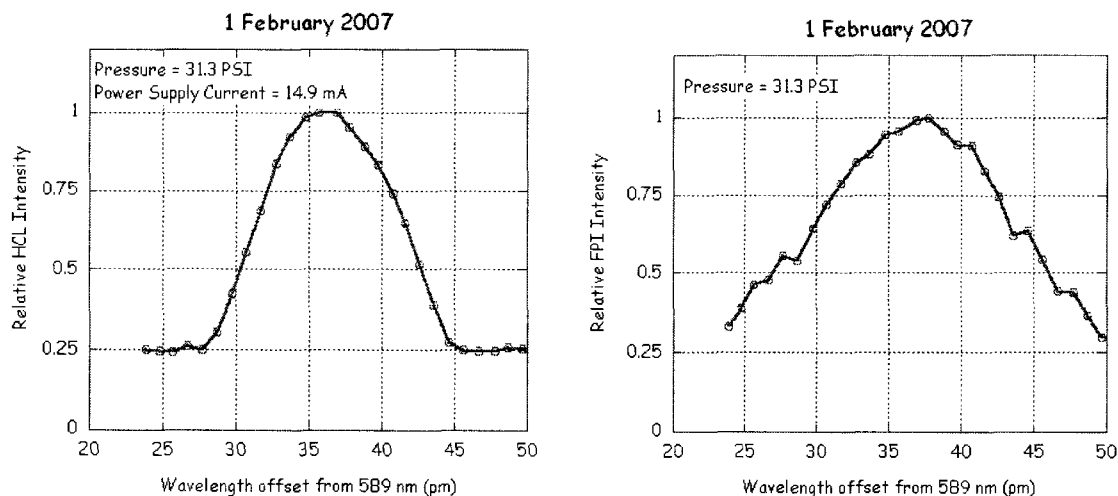 1 February 2007
Pressure = 31.3 PSI
Power Supply Current = 14.9 mA
Relative HCL Intensity
1
0.75
0.5
0.25
0
20
25
30
35
40
45
50
Wavelength offset from 589 nm (pm)
1 February 2007
Pressure = 31.3 PSI
Relative FPI Intensity
1
0.75
0.5
0.25
0
20
25
30
35
40
45
50
Wavelength offset from 589 nm (pm)